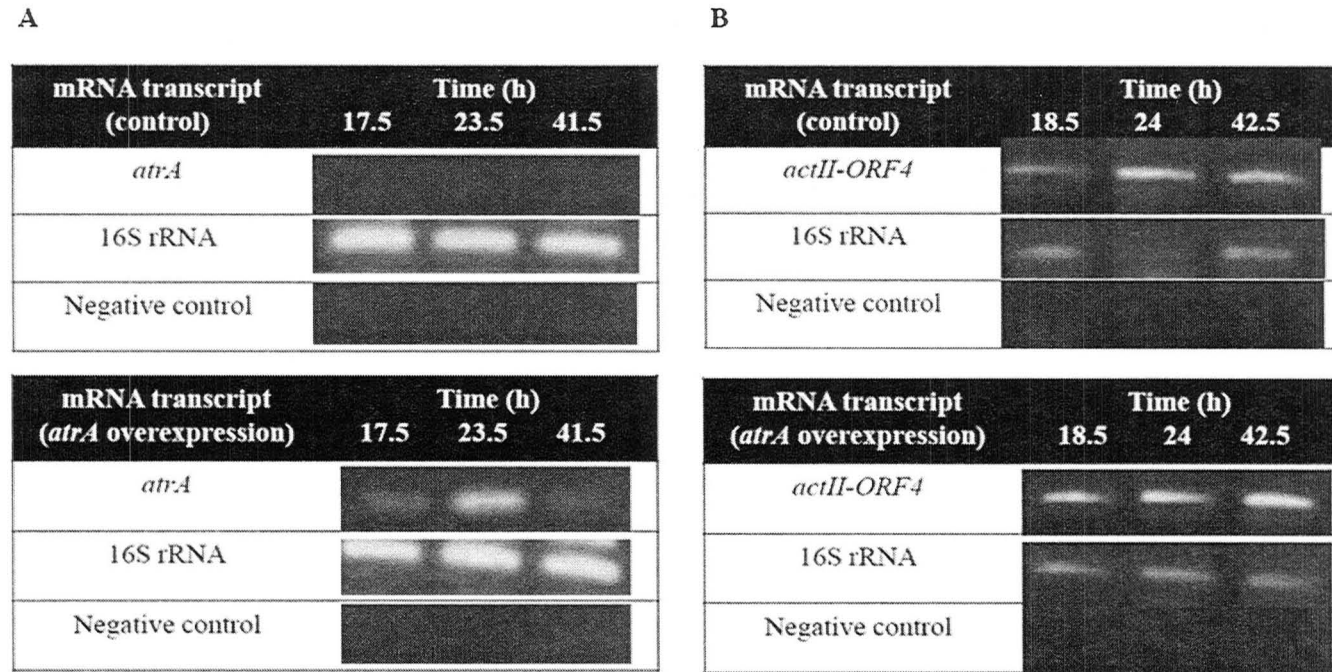 A
mRNA transcript Time (h)
(control) 17.5 23.5 41.5
atrA
16S rRNA
Negative control
mRNA transcript Time (h)
(atrA overexpression) 17.5 23.5 41.5
atrA
16S rRNA
Negative control
B
mRNA transcript Time (h)
(control) 18.5 24 42.5
actII-ORF4
16S rRNA
Negative control
mRNA transcript Time (h)
(atrA overexpression) 18.5 24 42.5
actII-ORF4
16S rRNA
Negative control